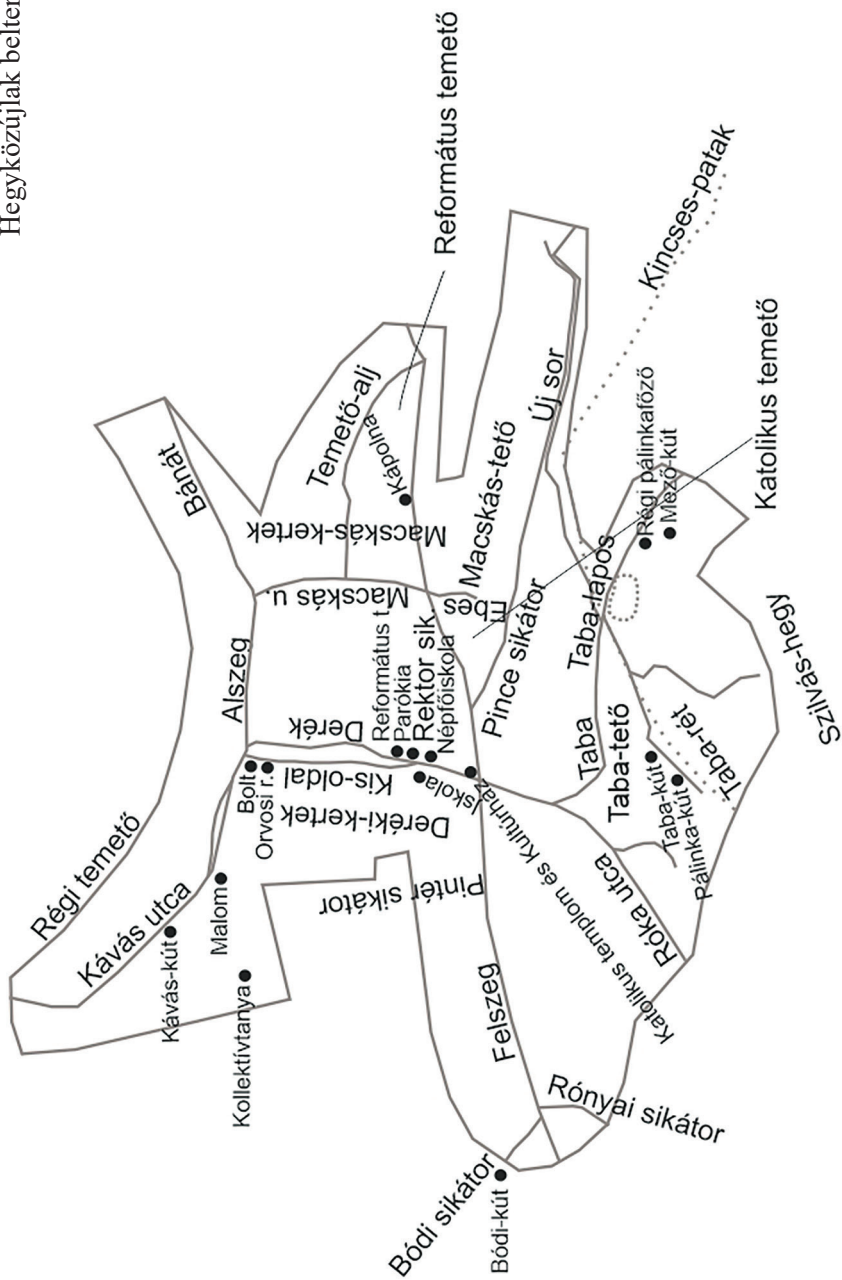 Hegyközújlak belter
Református temető
Kincses-patak
Katolikus temető
Szilvás-hegy
Bánát
Temető-alj
Kápolna
Macskás-kertek
Macskás-tető
Új sor
Régi pálinkafőző
Mező-kút
Macskás u.
Ebes
Pince sikátor
Taba-lapos
Alszeg
Derék
Református t.
Parókia
Rektor sik.
Népfőiskola
Taba
Taba-tető
Taba-rét
Taba-kút
Pálinka-kút
Bolt
Orvosi r.
Kis-oldal
Deréki-kertek
Iskola
Katolikus templom és Kultúrház
Róka utca
Régi temető
Kávás utca
Kávás-kút
Malom
Kollektívtanya
Pintér sikátor
Felszeg
Rónyai sikátor
Bódi sikátor
Bódi-kút